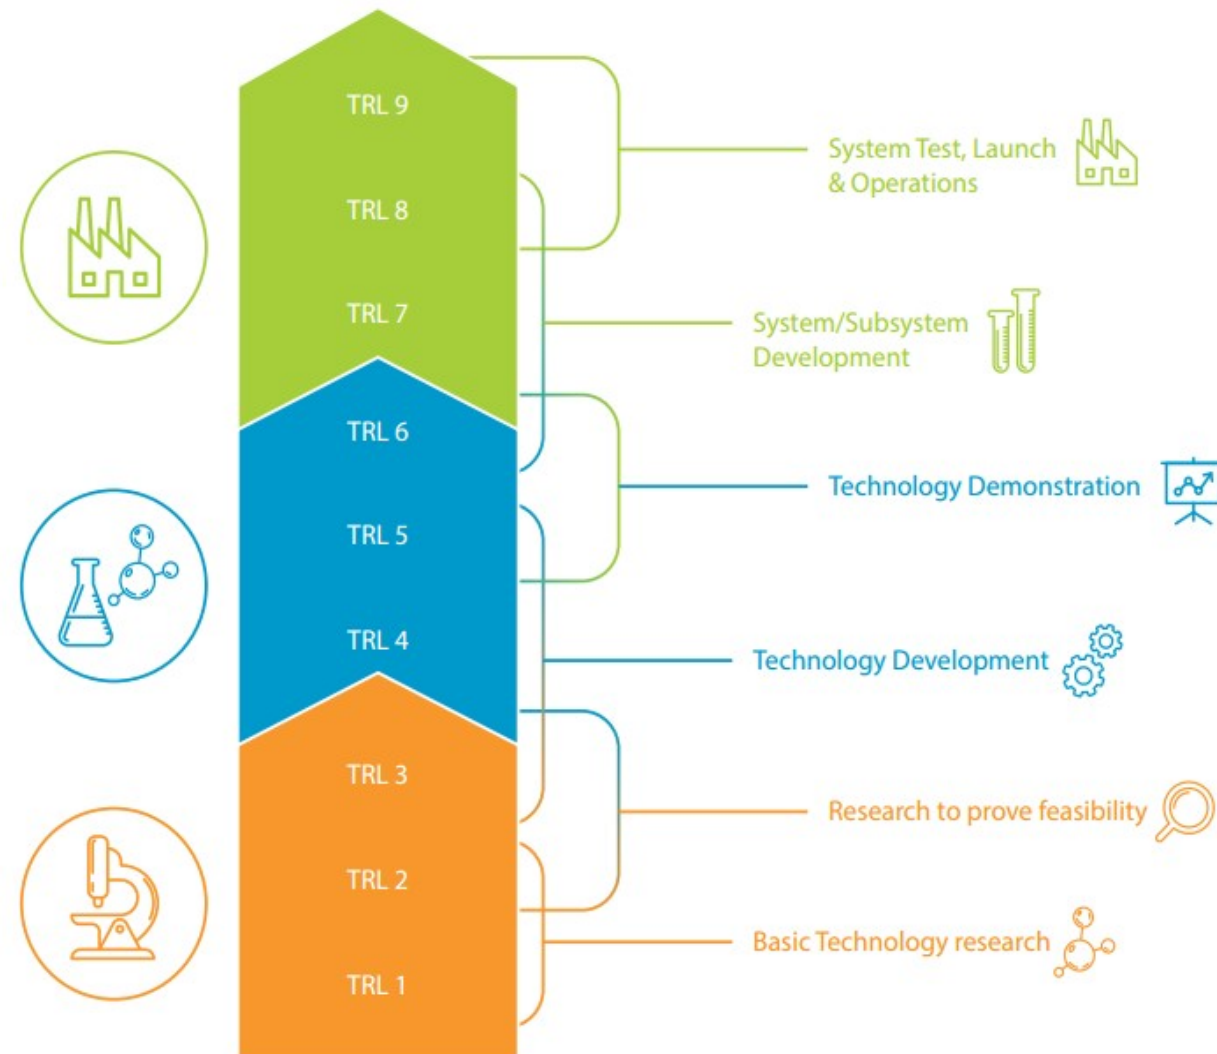 TRL 9
TRL 8
TRL 7
TRL 6
TRL 5
TRL 4
TRL 3
TRL 2
TRL 1
System Test, Launch
& Operations
System/Subsystem
Development
Technology Demonstration
Technology Development
Research to prove feasibility
Basic Technology research